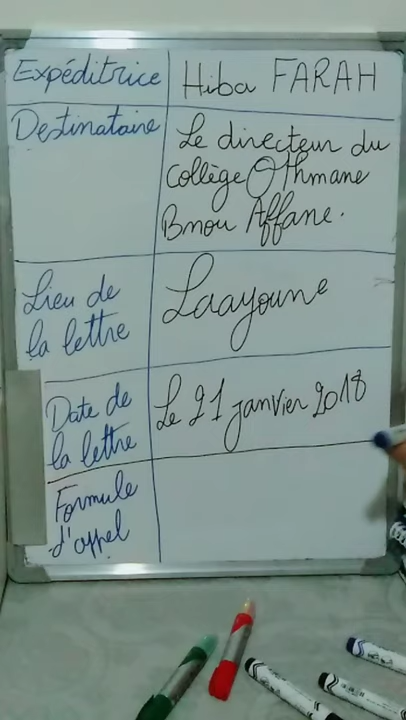 Expéditrice Hiba FARAH
Destinataire Le directeur du
collège Othmane
Bnou Affane.
Lieu de
la lettre
Laayoune
Date de
la lettre
Le 21 janvier 2018
Formule
d'appel